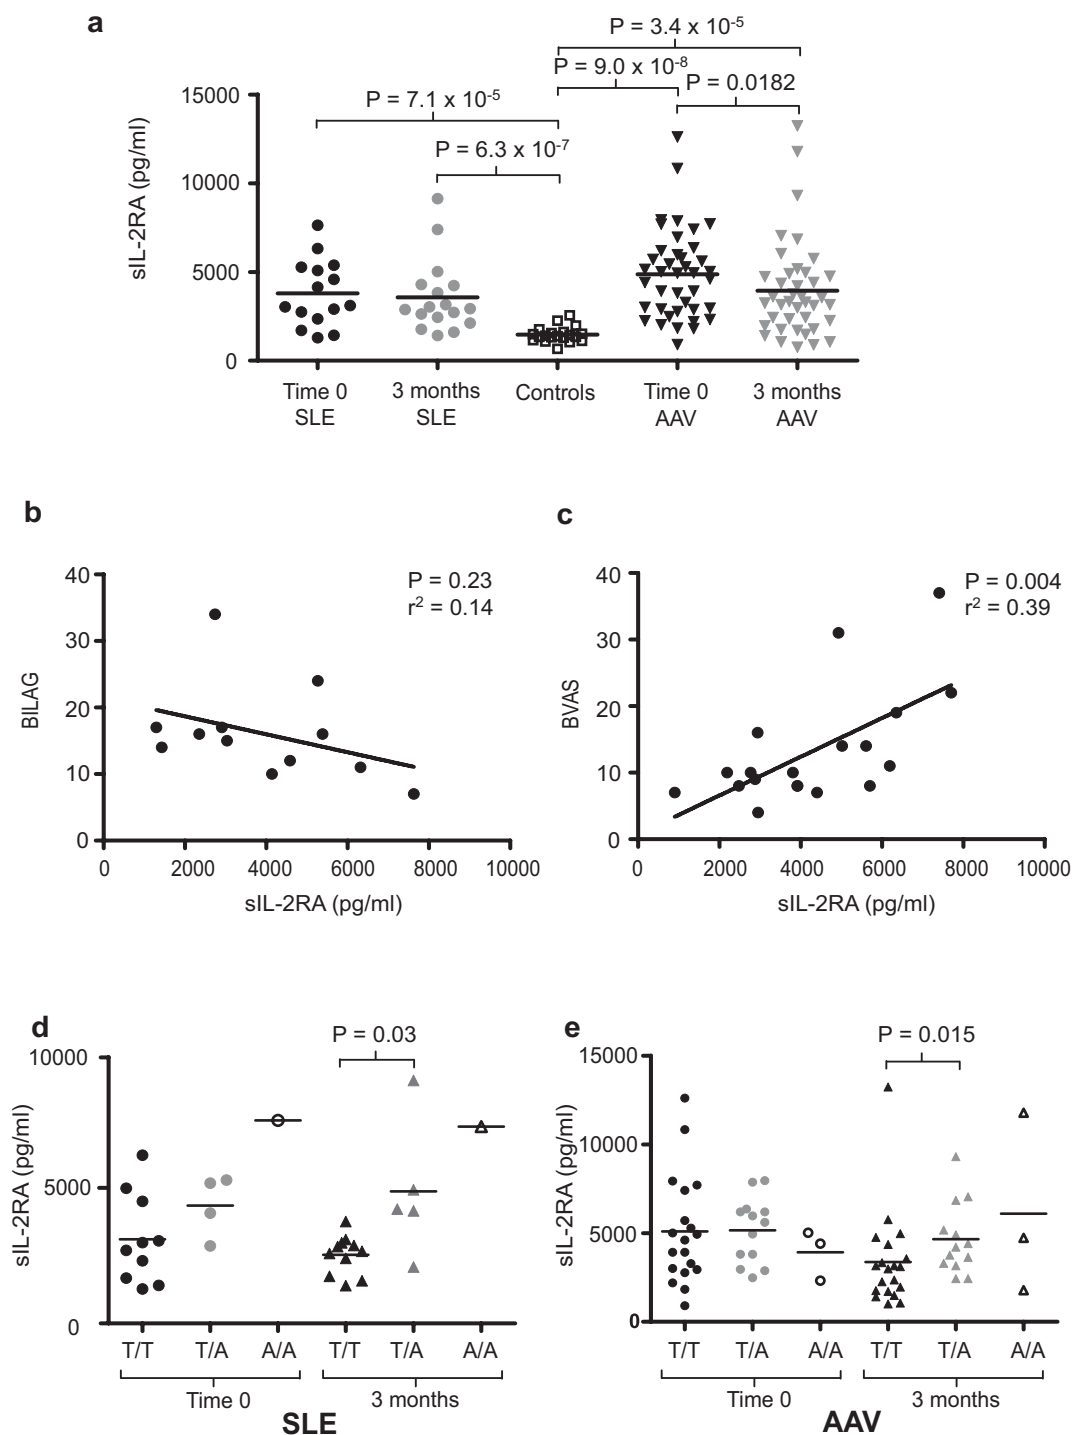 a
P = 3.4 x 10-5
P = 9.0 x 10-8
P = 0.0182
P = 7.1 x 10-5
P = 6.3 x 10-7
sIL-2RA (pg/ml)
15000
10000
5000
0
Time 0 SLE
3 months SLE
Controls
Time 0 AAV
3 months AAV
b
P = 0.23
r2 = 0.14
BILAG
40
30
20
10
0
0 2000 4000 6000 8000 10000
sIL-2RA (pg/ml)
c
P = 0.004
r2 = 0.39
BVAS
40
30
20
10
0
0 2000 4000 6000 8000 10000
sIL-2RA (pg/ml)
d
P = 0.03
sIL-2RA (pg/ml)
10000
5000
0
T/T T/A A/A T/T T/A A/A
Time 0 3 months
SLE
e
P = 0.015
sIL-2RA (pg/ml)
15000
10000
5000
0
T/T T/A A/A T/T T/A A/A
Time 0 3 months
AAV